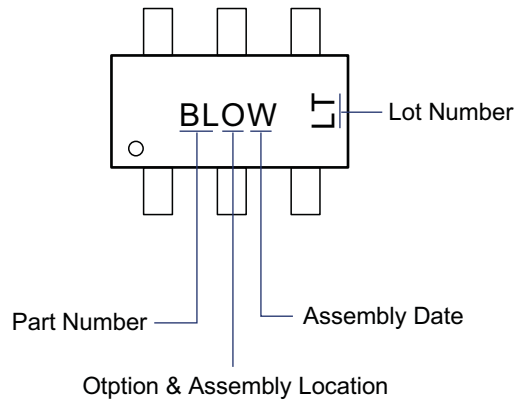 BLOW
LT
Lot Number
Part Number
Assembly Date
Otption & Assembly Location